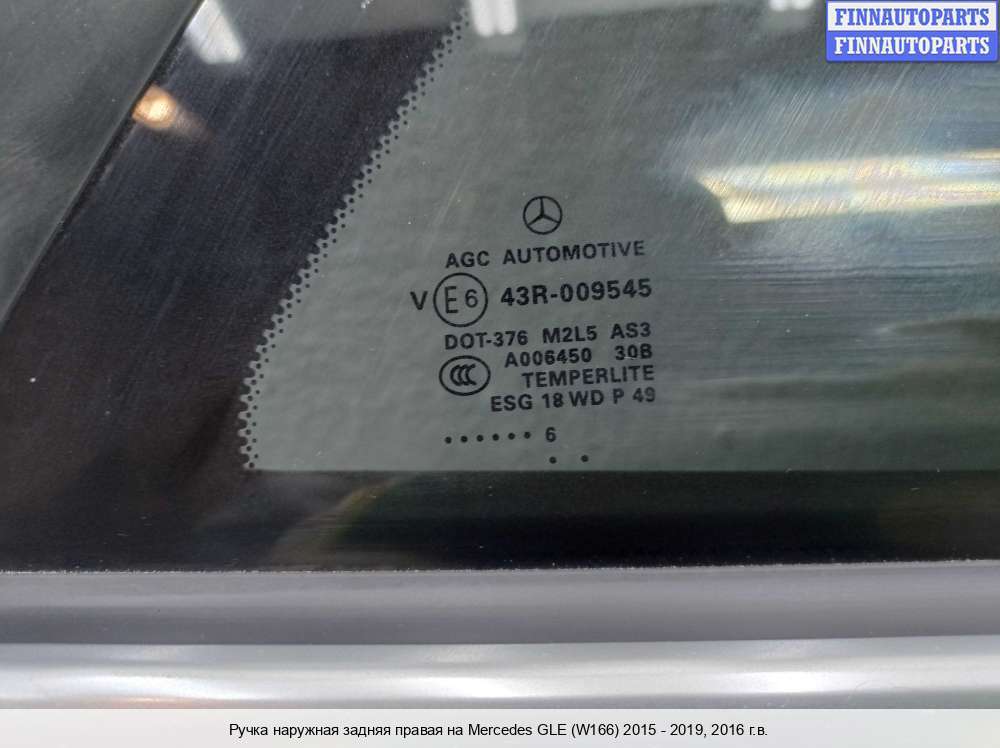 FINNAUTOPARTS
FINNAUTOPARTS
AGC AUTOMOTIVE
V E6 43R-009545
DOT-376 M2L5 AS3
A006450 30B
CCC
TEMPERLITE
ESG 18 WD P 49
...... 6
. .
Ручка наружная задняя правая на Mercedes GLE (W166) 2015 - 2019, 2016 г.в.